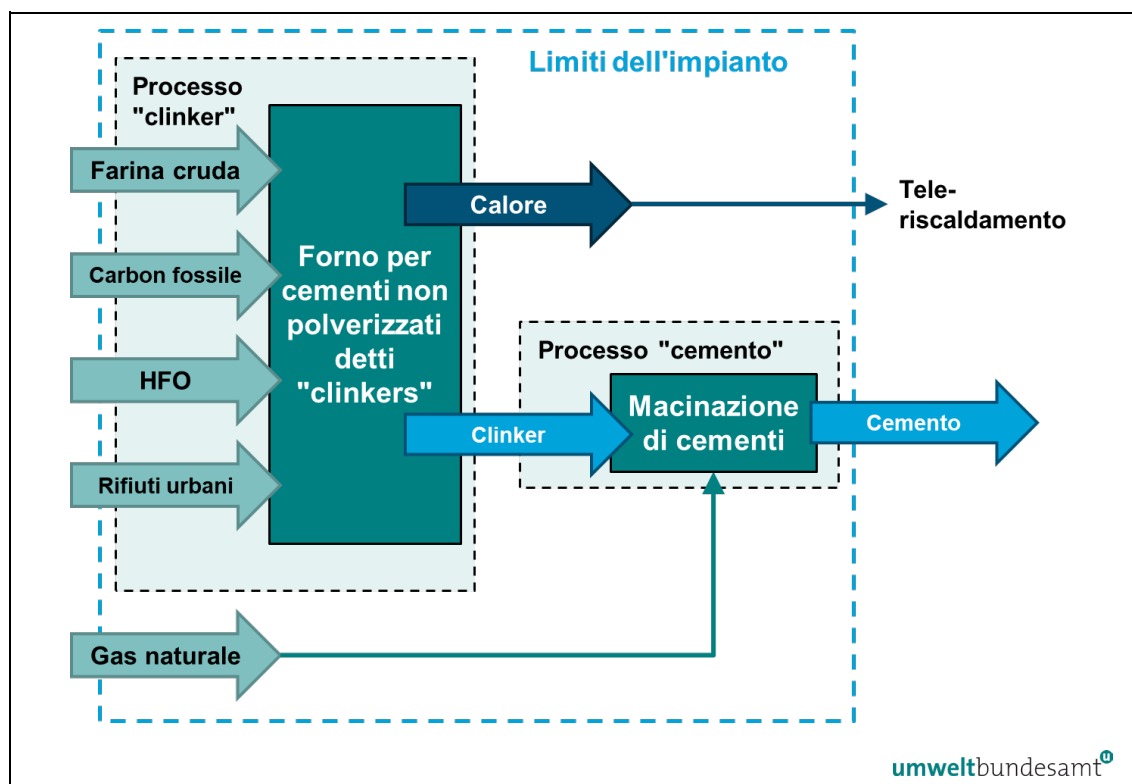 Limiti dell'impianto
Processo
"clinker"
Farina cruda
Carbon fossile
HFO
Rifiuti urbani
Forno per
cementi non
polverizzati
detti
"clinkers"
Calore
Tele-
riscaldamento
Processo "cemento"
Clinker
Macinazione
di cementi
Cemento
Gas naturale
umweltbundesamt
u